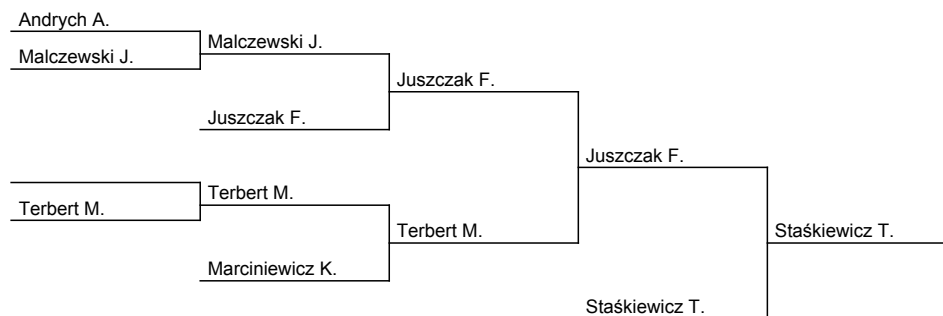 Andrych A.
Malczewski J.
Malczewski J.
Juszczak F.
Juszczak F.
Juszczak F.
Terbert M.
Terbert M.
Staśkiewicz T.
Terbert M.
Marciniewicz K.
Staśkiewicz T.